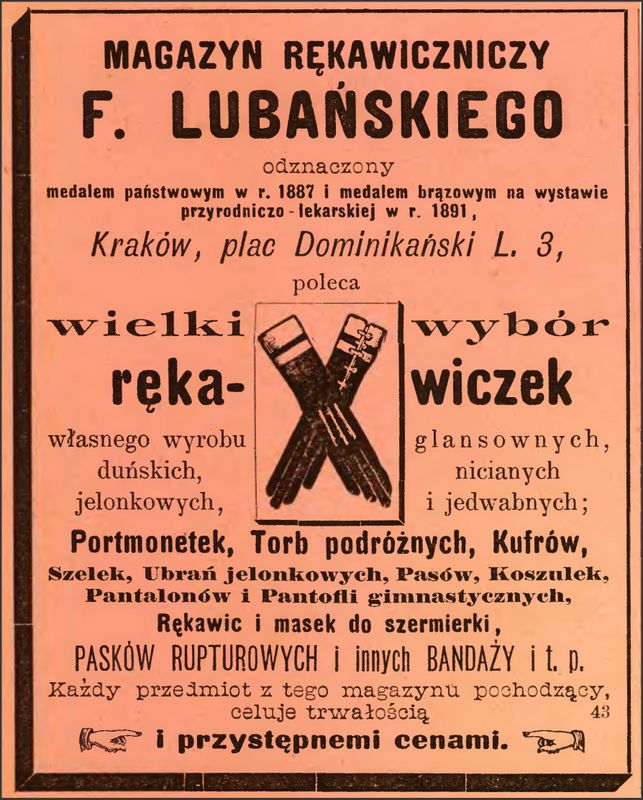 MAGAZYN RĘKAWICZNICZY
F. LUBAŃSKIEGO
odznaczony
medalem państwowym w r. 1887 i medalem brązowym na wystawie
przyrodniczo-lekarskiej w r. 1891,
Kraków, plac Dominikański L. 3,
poleca
wielki wybór
ręka- wiczek
własnego wyrobu glansownych,
duńskich, nicianych
jelonkowych, i jedwabnych;
Portmonetek, Torb podróżnych, Kufrów,
Szelek, Ubrań jelonkowych, Pasów, Koszulek,
Pantalonów i Pantofli gimnastycznych,
Rękawic i masek do szermierki,
PASKÓW RUPTUROWYCH i innych BANDAŻY i t. p.
Każdy przedmiot z tego magazynu pochodzący,
celuje trwałością 43
i przystępnemi cenami.